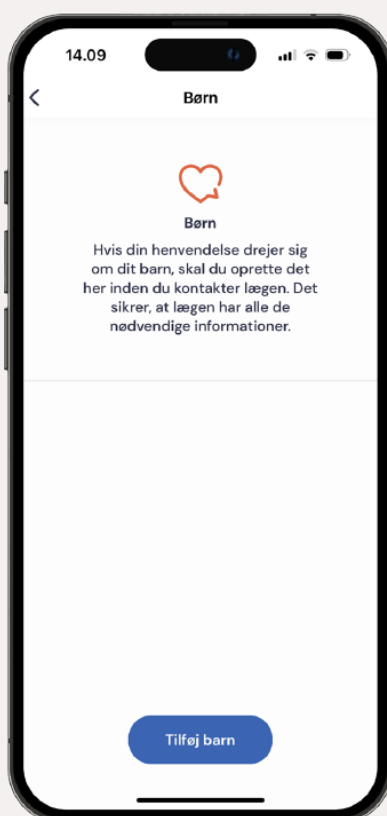 14.09
Børn
Børn
Hvis din henvendelse drejer sig
om dit barn, skal du oprette det
her inden du kontakter lægen. Det
sikrer, at lægen har alle de
nødvendige informationer.
Tilføj barn